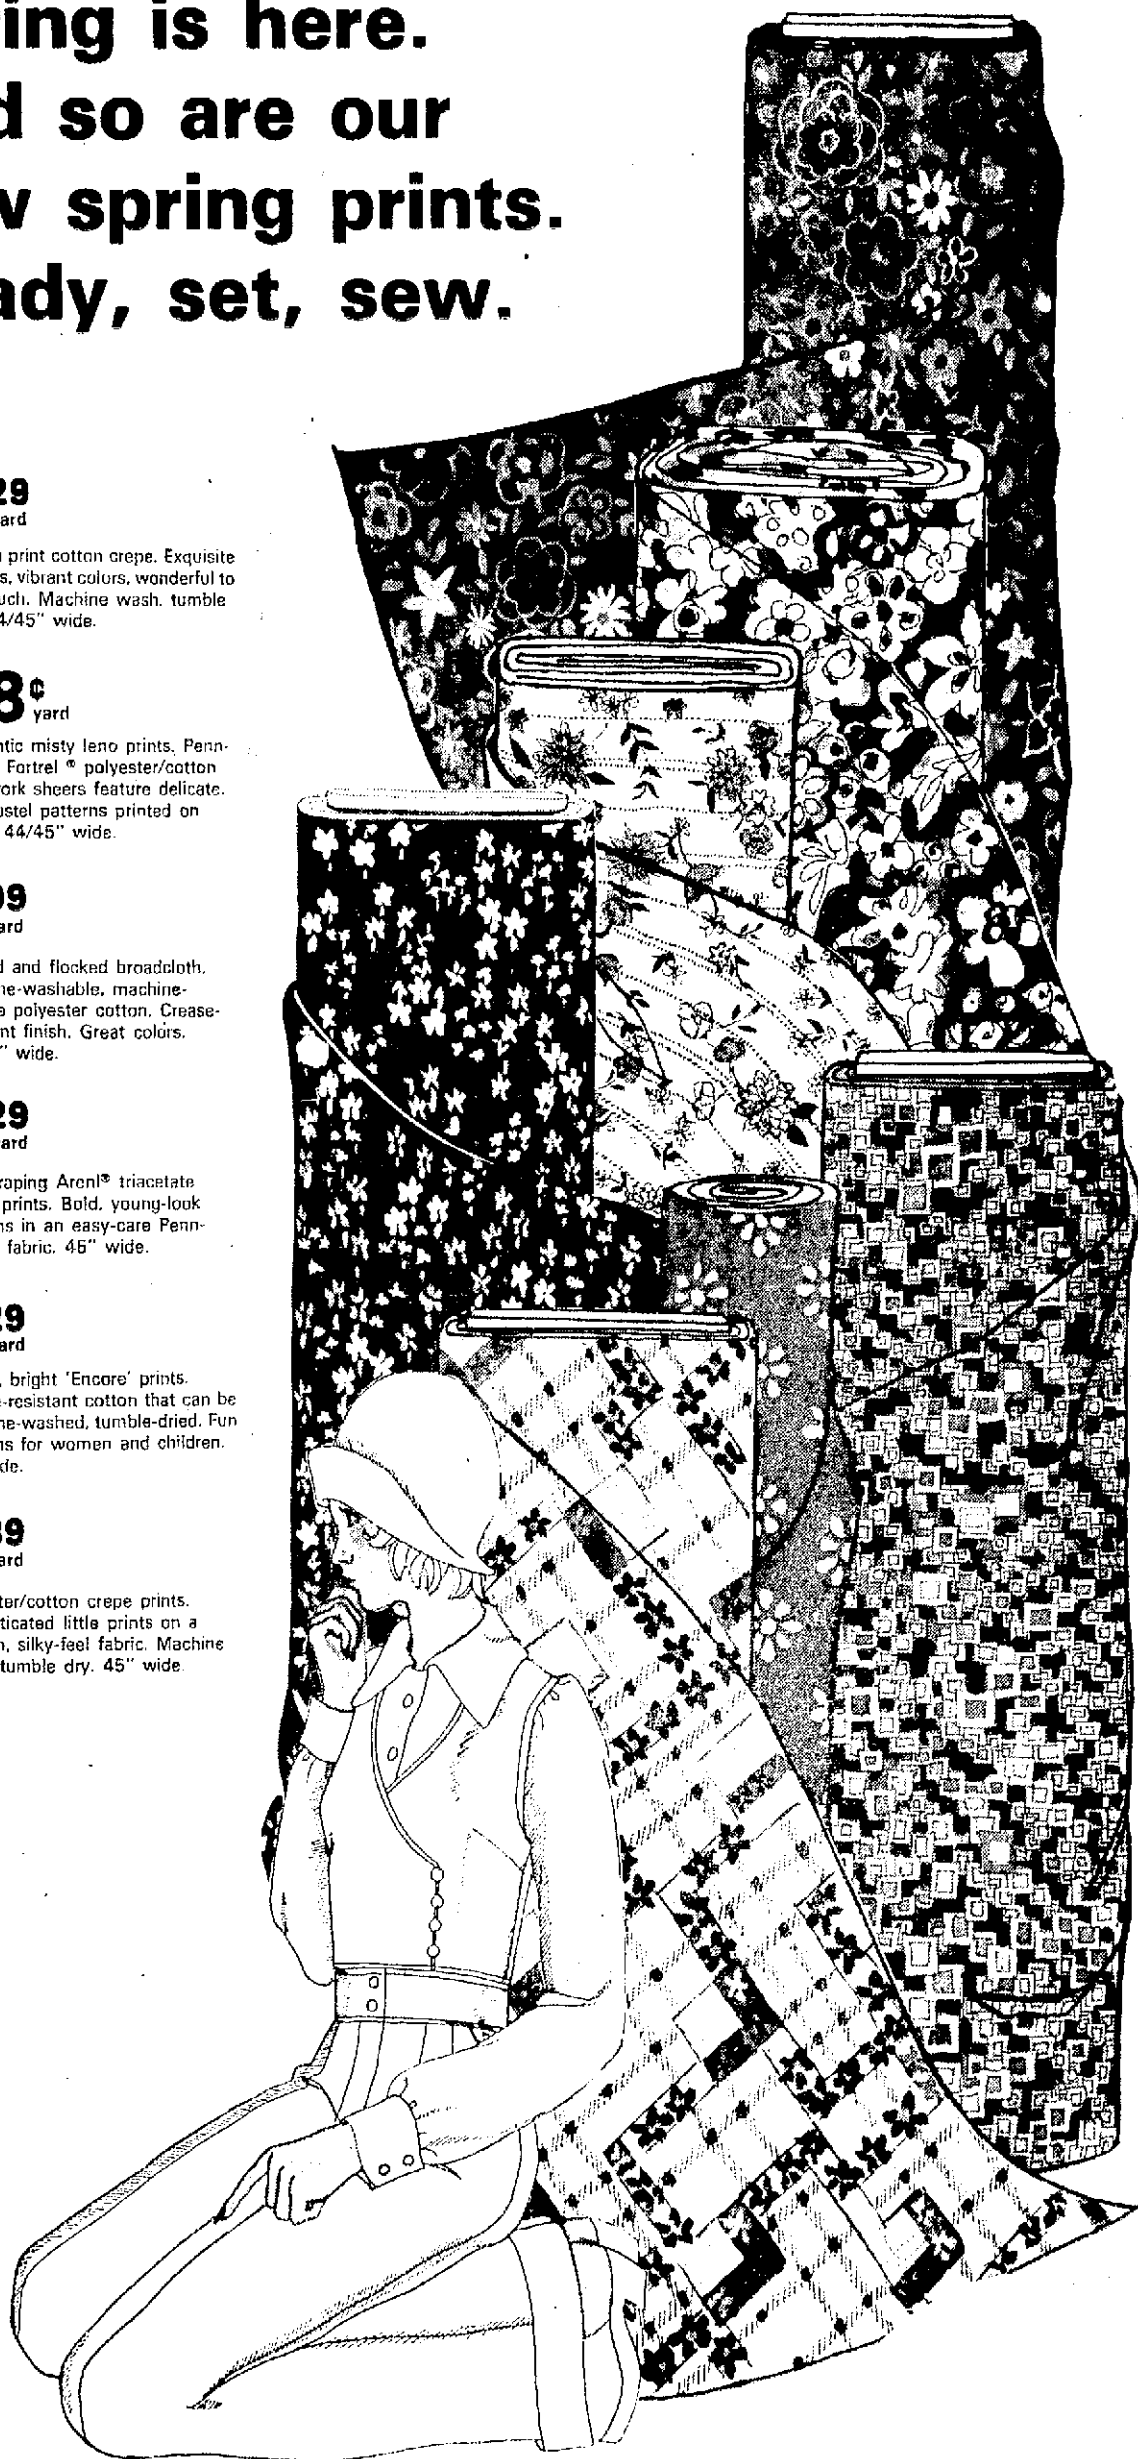 ing is here.
d so are our
w spring prints.
ady, set, sew.
29
ard
print cotton crepe. Exquisite
s, vibrant colors, wonderful to
uch. Machine wash. tumble
4/45" wide.
8¢
yard
ntic misty leno prints. Penn-
Fortrel ® polyester/cotton
ork sheers feature delicate.
astel patterns printed on
44/45" wide.
99
ard
d and flocked broadcloth.
ne-washable, machine-
e polyester cotton. Crease-
nt finish. Great colors.
" wide.
29
ard
raping Arnel® triacetate
prints. Bold, young-look
ns in an easy-care Penn-
fabric. 45" wide.
29
ard
, bright 'Encore' prints.
e-resistant cotton that can be
ne-washed, tumble-dried. Fun
ns for women and children.
de.
39
ard
ter/cotton crepe prints.
ticated little prints on a
h, silky-feel fabric. Machine
tumble dry. 45" wide